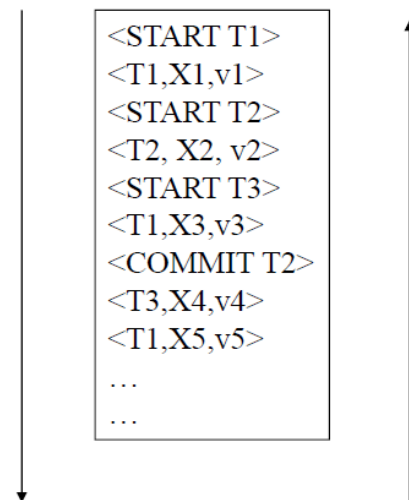 <START T1>
<T1,X1,v1>
<START T2>
<T2, X2, v2>
<START T3>
<T1,X3,v3>
<COMMIT T2>
<T3,X4,v4>
<T1,X5,v5>
…
…